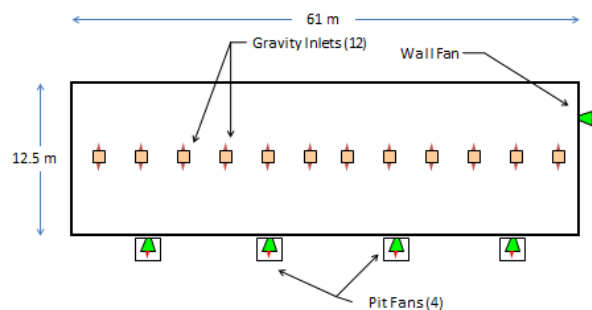 61 m
Gravity Inlets (12)
Wall Fan
12.5 m
Pit Fans (4)